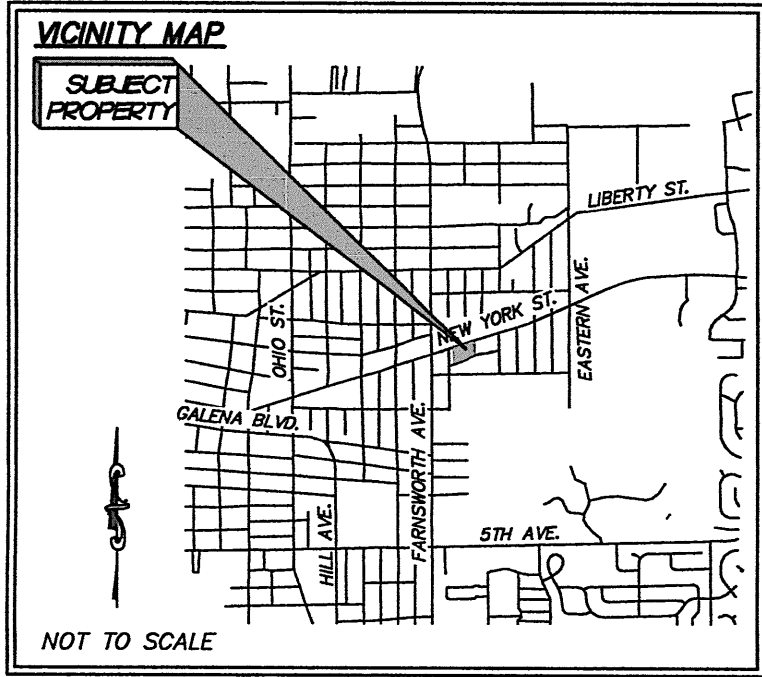 VICINITY MAP
SUBJECT
PROPERTY
LIBERTY ST.
NEW YORK ST.
EASTERN AVE.
OHIO ST.
GALENA BLVD.
FARNSWORTH AVE.
HILL AVE.
5TH AVE.
NOT TO SCALE